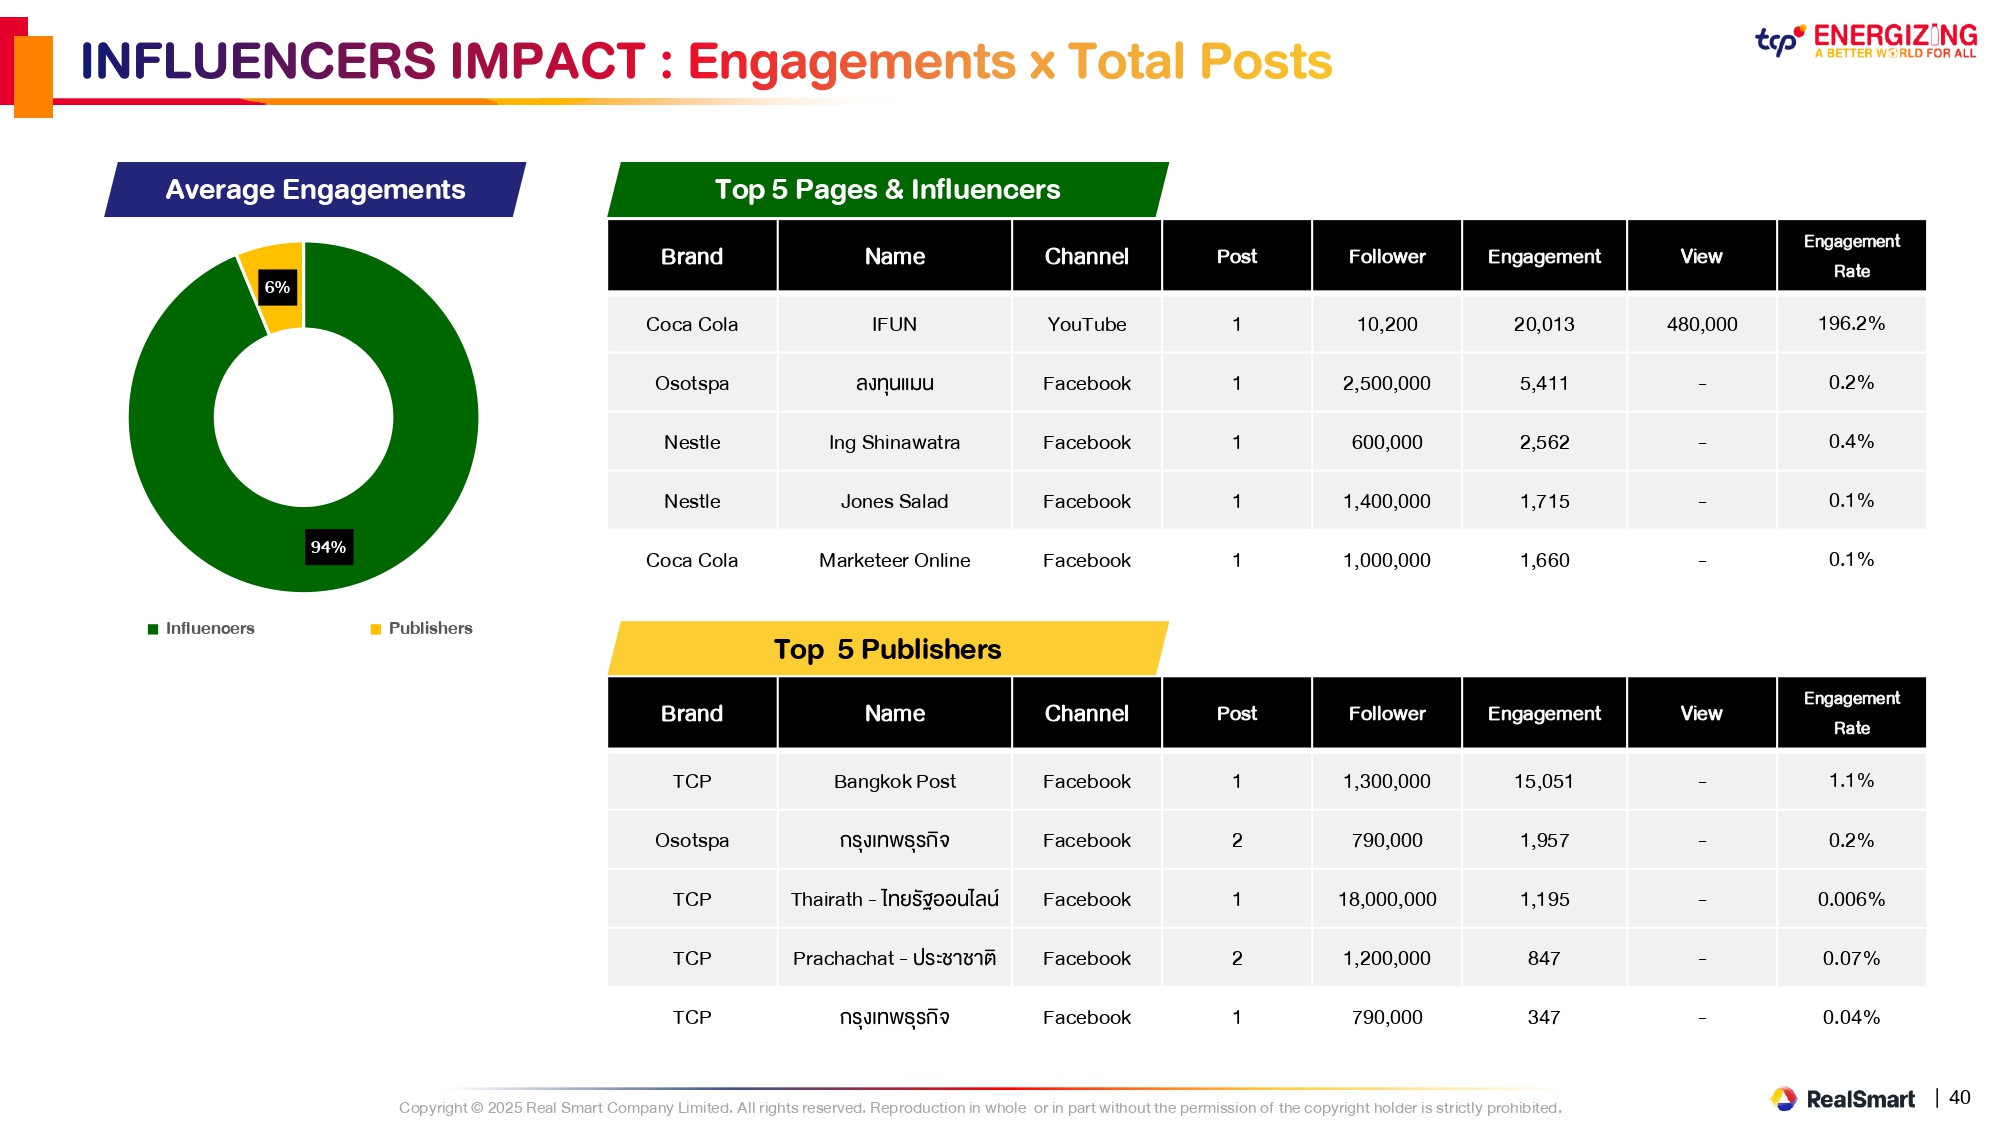 INFLUENCERS IMPACT : Engagements x Total Posts
tcp ENERGIZING
A BETTER WORLD FOR ALL
Average Engagements
6%
94%
Influencers Publishers
Top 5 Pages & Influencers
Brand Name Channel Post Follower Engagement View Engagement Rate
Coca Cola IFUN YouTube 1 10,200 20,013 480,000 196.2%
Osotspa ลงทุนแมน Facebook 1 2,500,000 5,411 - 0.2%
Nestle Ing Shinawatra Facebook 1 600,000 2,562 - 0.4%
Nestle Jones Salad Facebook 1 1,400,000 1,715 - 0.1%
Coca Cola Marketeer Online Facebook 1 1,000,000 1,660 - 0.1%
Top 5 Publishers
Brand Name Channel Post Follower Engagement View Engagement Rate
TCP Bangkok Post Facebook 1 1,300,000 15,051 - 1.1%
Osotspa กรุงเทพธุรกิจ Facebook 2 790,000 1,957 - 0.2%
TCP Thairath - ไทยรัฐออนไลน์ Facebook 1 18,000,000 1,195 - 0.006%
TCP Prachachat - ประชาชาติ Facebook 2 1,200,000 847 - 0.07%
TCP กรุงเทพธุรกิจ Facebook 1 790,000 347 - 0.04%
Copyright © 2025 Real Smart Company Limited. All rights reserved. Reproduction in whole or in part without the permission of the copyright holder is strictly prohibited.
RealSmart | 40